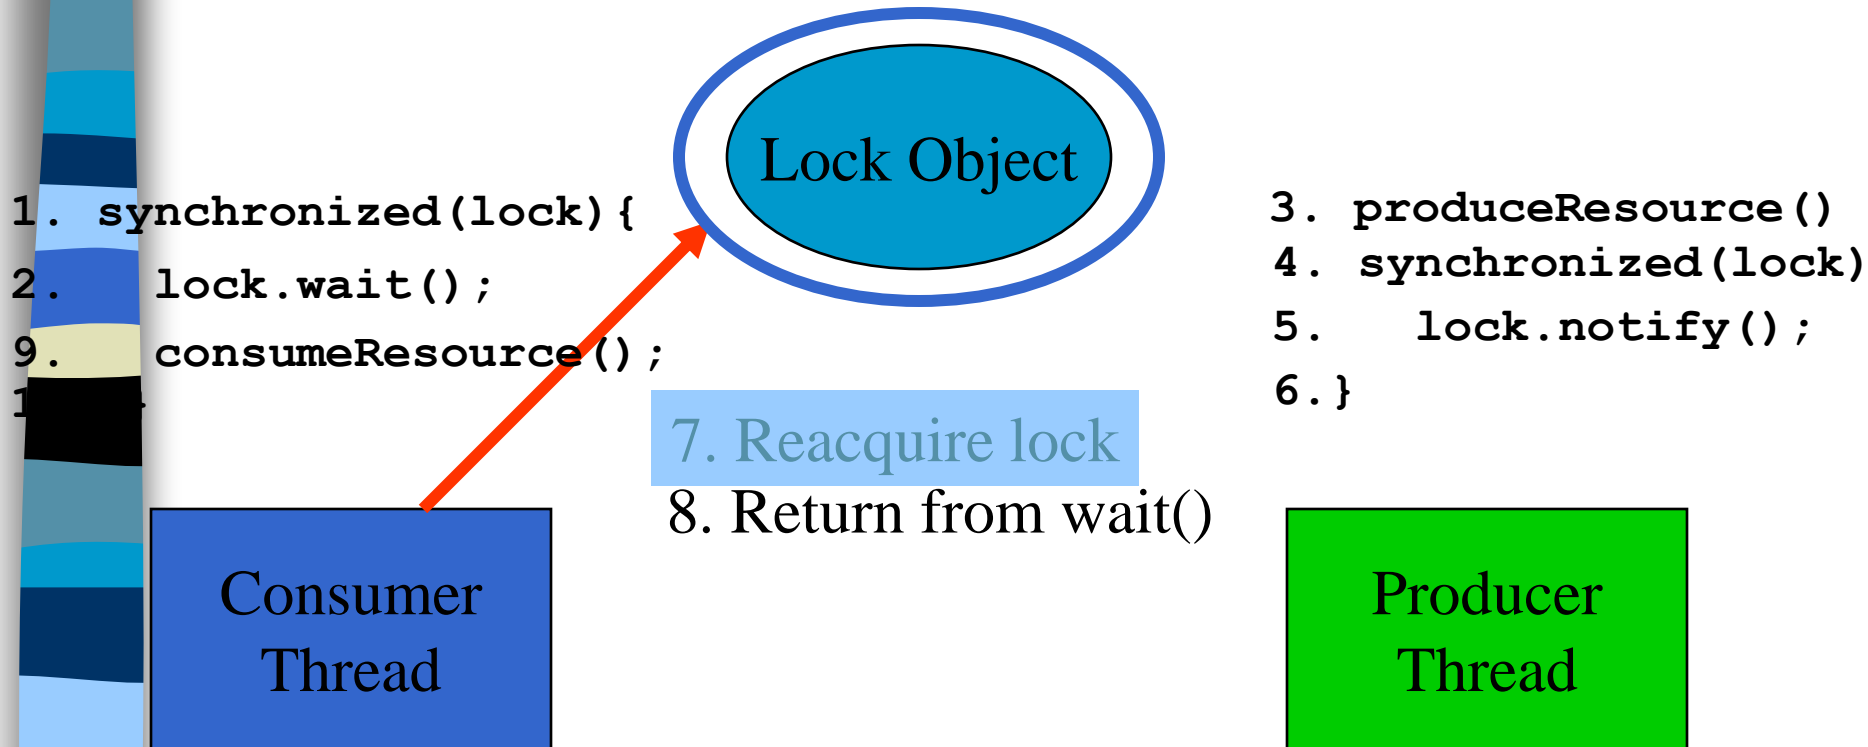 Lock Object
1. synchronized(lock){
2. lock.wait();
9. consumeResource();
3. produceResource()
4. synchronized(lock)
5. lock.notify();
6.}
7. Reacquire lock
8. Return from wait()
Consumer
Thread
Producer
Thread